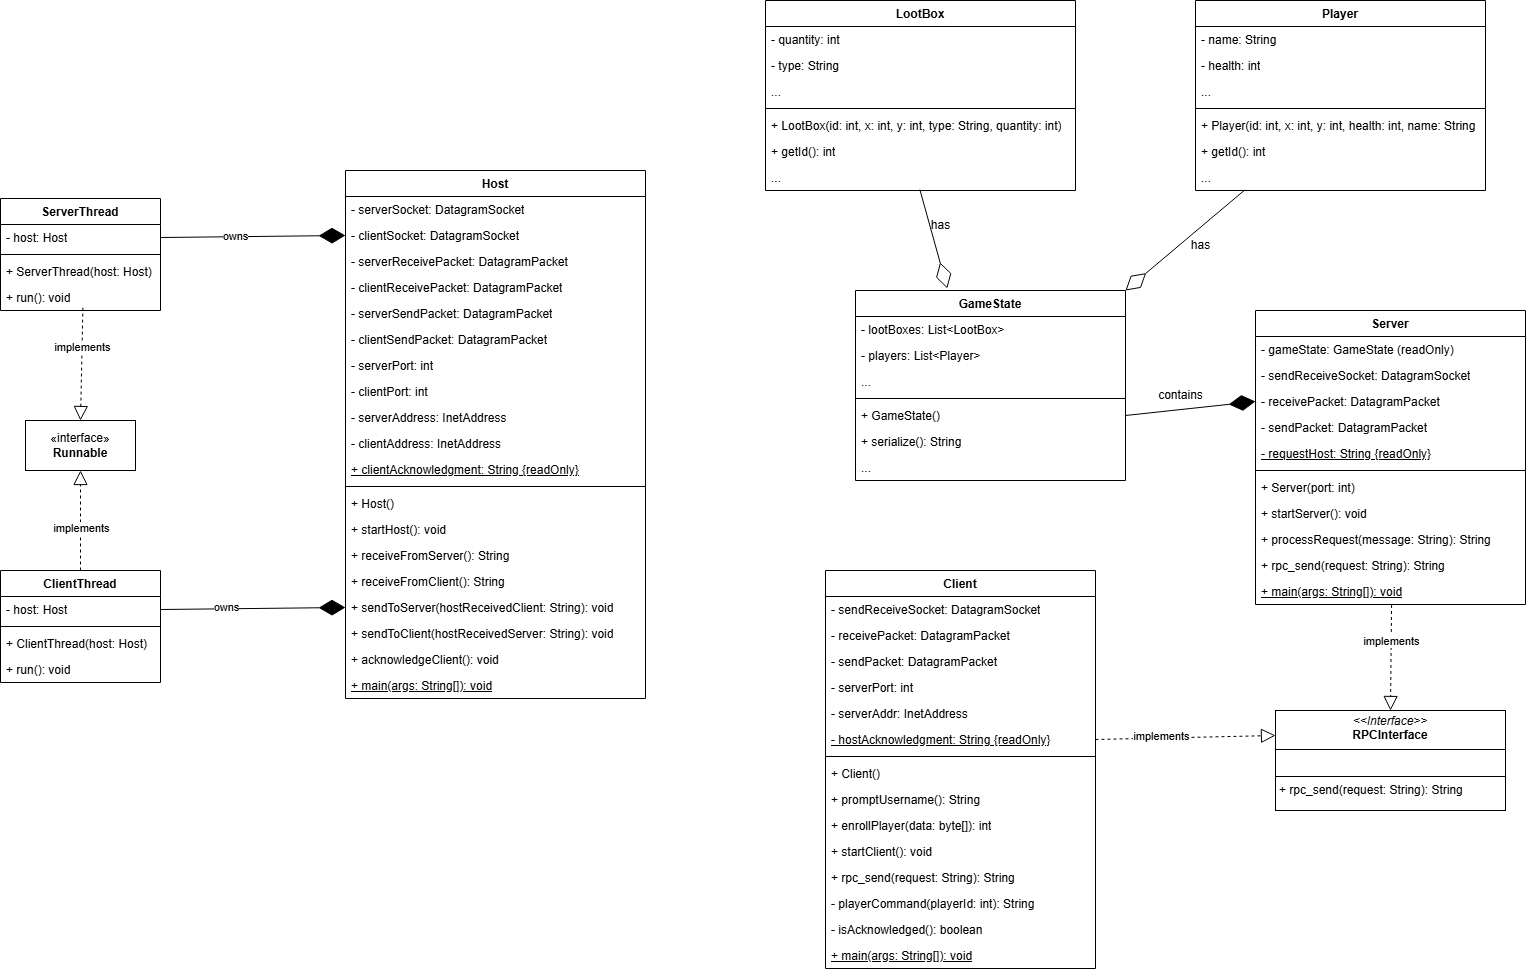 LootBox
- quantity: int
- type: String
...
+ LootBox(id: int, x: int, y: int, type: String, quantity: int)
+ getId(): int
...
Player
- name: String
- health: int
...
+ Player(id: int, x: int, y: int, health: int, name: String
+ getId(): int
...
has
has
ServerThread
- host: Host
+ ServerThread(host: Host)
+ run(): void
owns
implements
«interface»
Runnable
implements
ClientThread
- host: Host
+ ClientThread(host: Host)
+ run(): void
owns
Host
- serverSocket: DatagramSocket
- clientSocket: DatagramSocket
- serverReceivePacket: DatagramPacket
- clientReceivePacket: DatagramPacket
- serverSendPacket: DatagramPacket
- clientSendPacket: DatagramPacket
- serverPort: int
- clientPort: int
- serverAddress: InetAddress
- clientAddress: InetAddress
+ clientAcknowledgment: String {readOnly}
+ Host()
+ startHost(): void
+ receiveFromServer(): String
+ receiveFromClient(): String
+ sendToServer(hostReceivedClient: String): void
+ sendToClient(hostReceivedServer: String): void
+ acknowledgeClient(): void
+ main(args: String[]): void
GameState
- lootBoxes: List<LootBox>
- players: List<Player>
...
+ GameState()
+ serialize(): String
...
contains
Server
- gameState: GameState (readOnly)
- sendReceiveSocket: DatagramSocket
- receivePacket: DatagramPacket
- sendPacket: DatagramPacket
- requestHost: String {readOnly}
+ Server(port: int)
+ startServer(): void
+ processRequest(message: String): String
+ rpc_send(request: String): String
+ main(args: String[]): void
implements
Client
- sendReceiveSocket: DatagramSocket
- receivePacket: DatagramPacket
- sendPacket: DatagramPacket
- serverPort: int
- serverAddr: InetAddress
- hostAcknowledgment: String {readOnly}
+ Client()
+ promptUsername(): String
+ enrollPlayer(data: byte[]): int
+ startClient(): void
+ rpc_send(request: String): String
- playerCommand(playerId: int): String
- isAcknowledged(): boolean
+ main(args: String[]): void
implements
<<Interface>>
RPCInterface
+ rpc_send(request: String): String